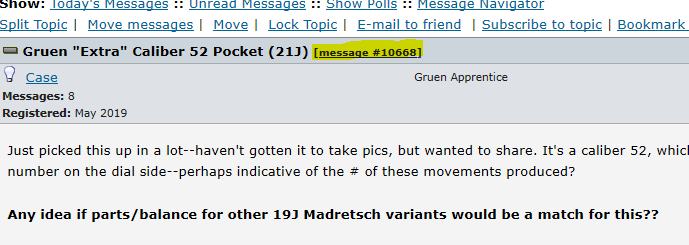 Show: Today's Messages :: Unread Messages :: Show Polls :: Message Navigator
Split Topic | Move messages | Move | Lock Topic | E-mail to friend | Subscribe to topic | Bookmark
Gruen "Extra" Caliber 52 Pocket (21J) [message #10668]
Case Gruen Apprentice
Messages: 8
Registered: May 2019
Just picked this up in a lot--haven't gotten it to take pics, but wanted to share. It's a caliber 52, whic
number on the dial side--perhaps indicative of the # of these movements produced?
Any idea if parts/balance for other 19J Madretsch variants would be a match for this??